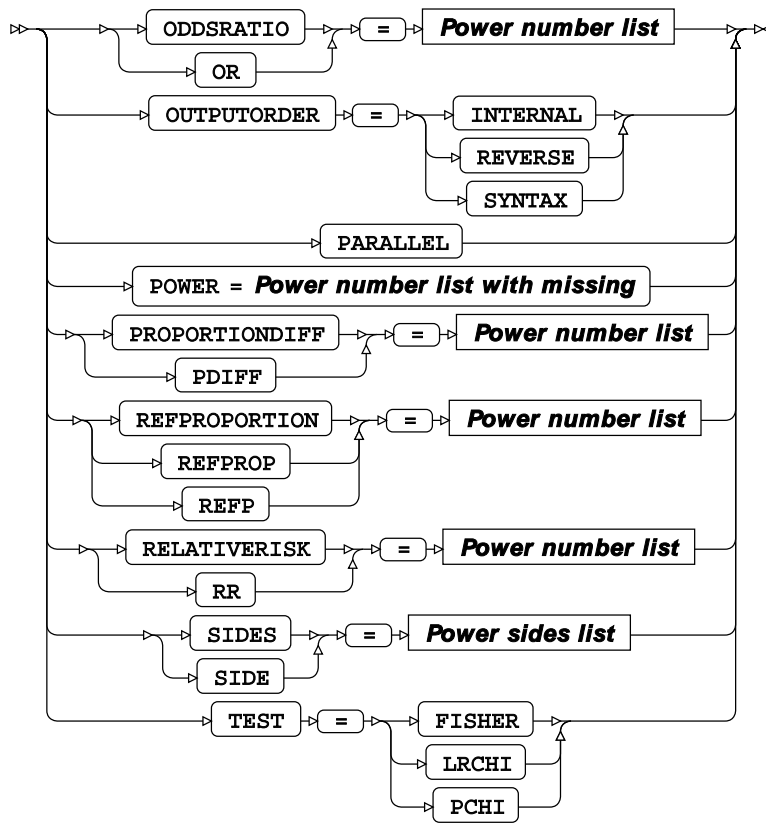 ODDSRATIO = Power number list
OR
OUTPUTORDER = INTERNAL
REVERSE
SYNTAX
PARALLEL
POWER = Power number list with missing
PROPORTIONDIFF = Power number list
PDIFF
REFPROPORTION = Power number list
REFPROP
REFP
RELATIVERISK = Power number list
RR
SIDES = Power sides list
SIDE
TEST = FISHER
LRCHI
PCHI